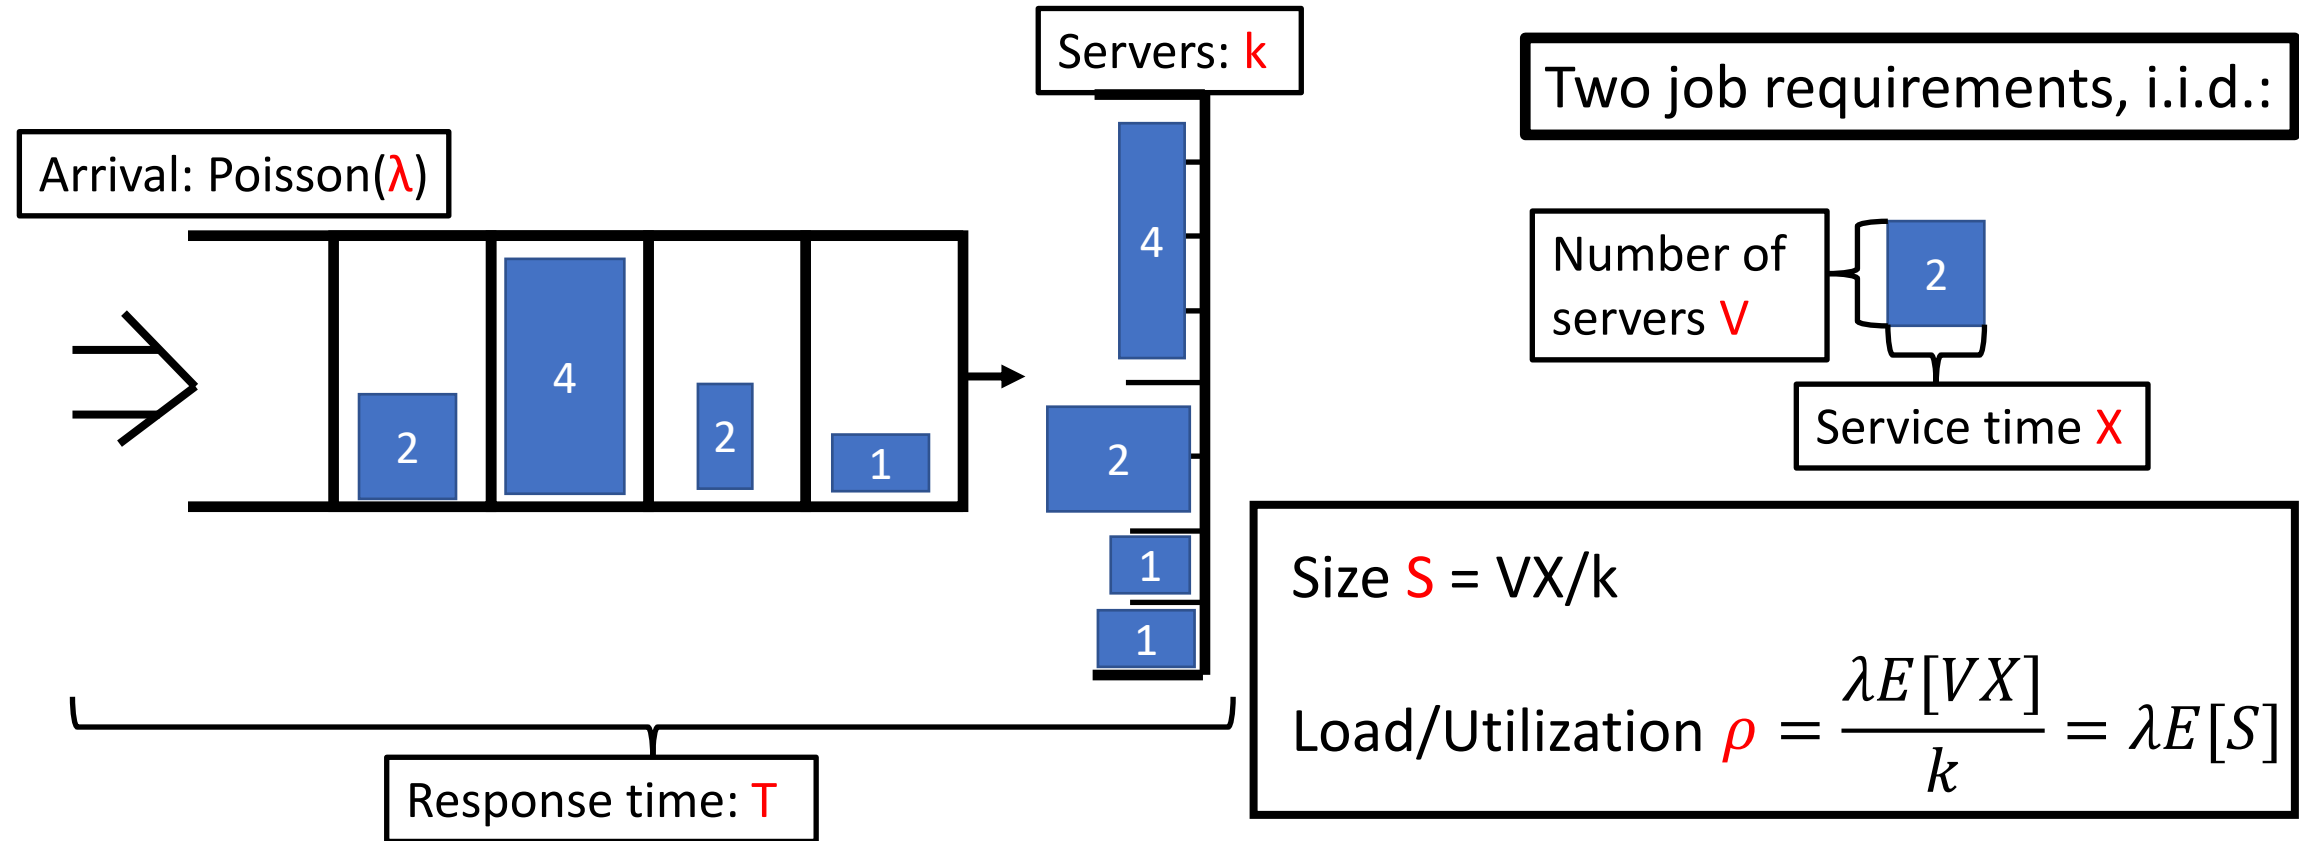 Servers: k
Two job requirements, i.i.d.:
Arrival: Poisson(λ)
2
4
2
1
4
2
1
1
Number of
servers V
2
Service time X
Size S = VX/k
Load/Utilization ρ = λE[VX]/k = λE[S]
Response time: T